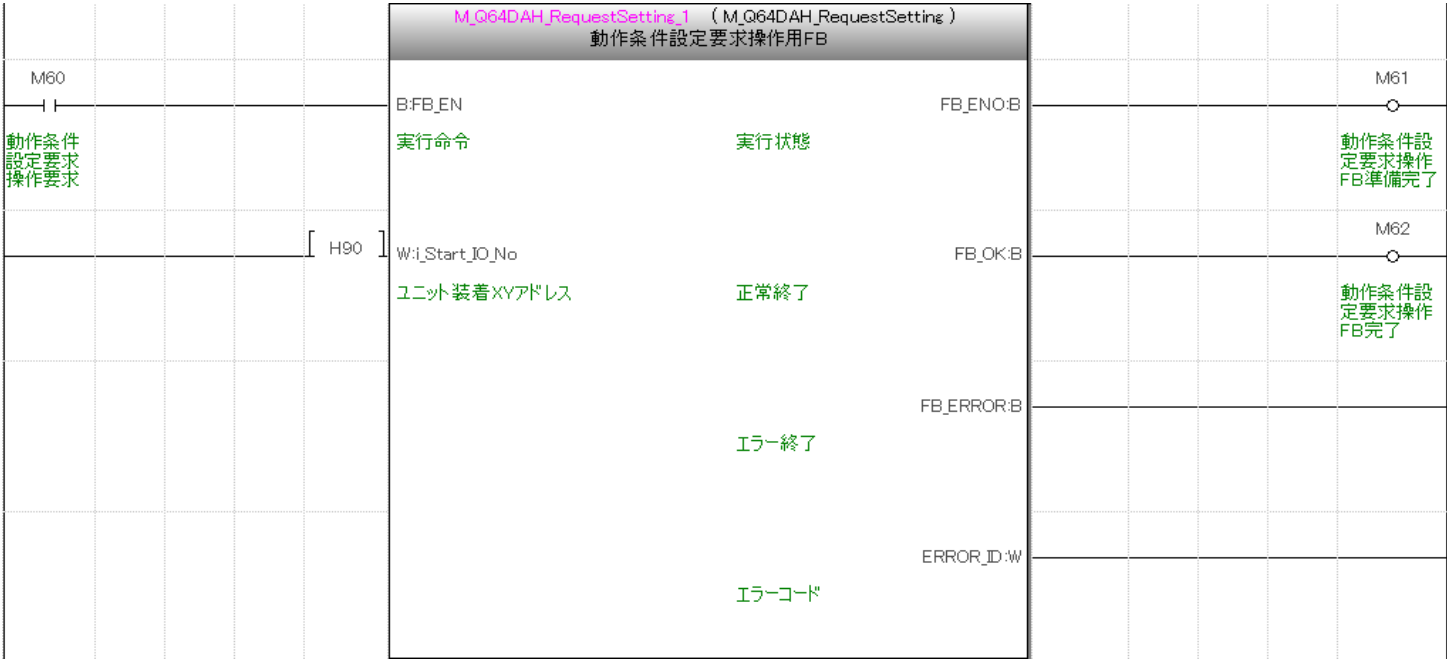 M_Q64DAH_RequestSetting_1 （M_Q64DAH_RequestSetting）
動作条件設定要求操作用FB
M60
M61
B:FB_EN
FB_ENO:B
動作条件
設定要求
操作要求
実行命令
実行状態
動作条件設
定要求操作
FB準備完了
M62
H90
W:i_Start_IO_No
FB_OK:B
ユニット装着XYアドレス
正常終了
動作条件設
定要求操作
FB完了
FB_ERROR:B
エラー終了
ERROR_ID:W
エラーコード